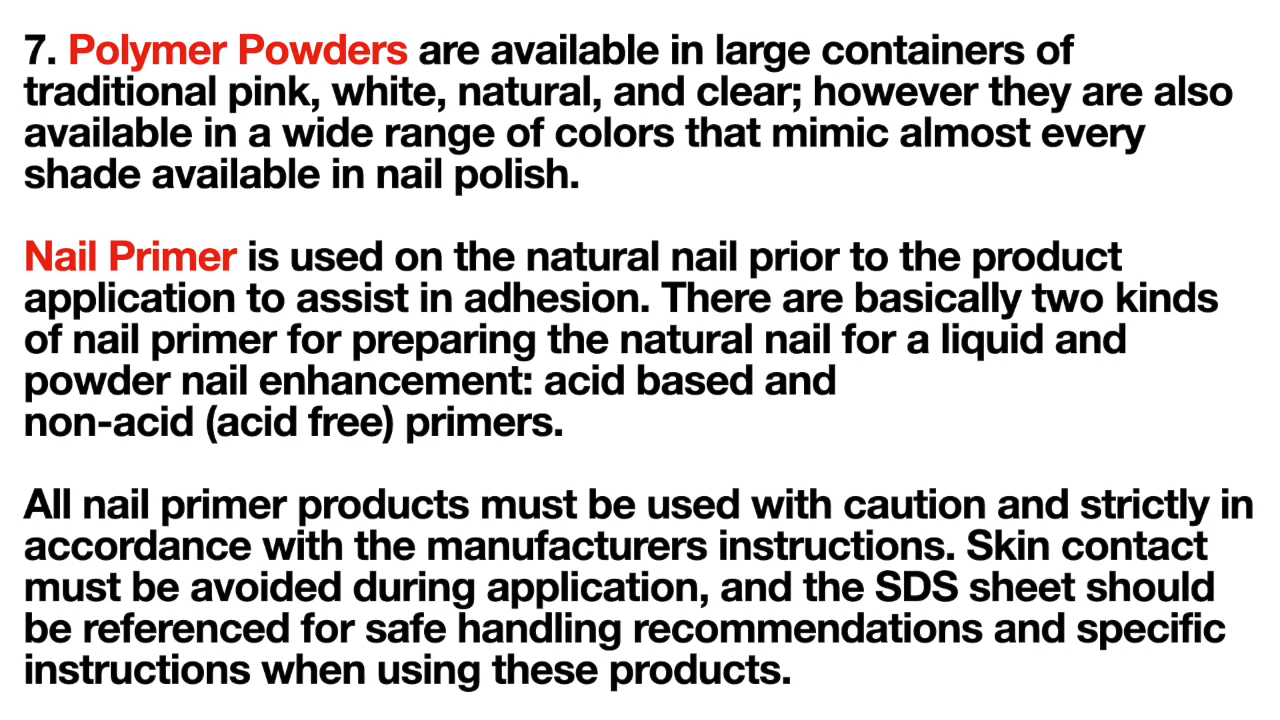 7. Polymer Powders are available in large containers of
traditional pink, white, natural, and clear; however they are also
available in a wide range of colors that mimic almost every
shade available in nail polish.
Nail Primer is used on the natural nail prior to the product
application to assist in adhesion. There are basically two kinds
of nail primer for preparing the natural nail for a liquid and
powder nail enhancement: acid based and
non-acid (acid free) primers.
All nail primer products must be used with caution and strictly in
accordance with the manufacturers instructions. Skin contact
must be avoided during application, and the SDS sheet should
be referenced for safe handling recommendations and specific
instructions when using these products.